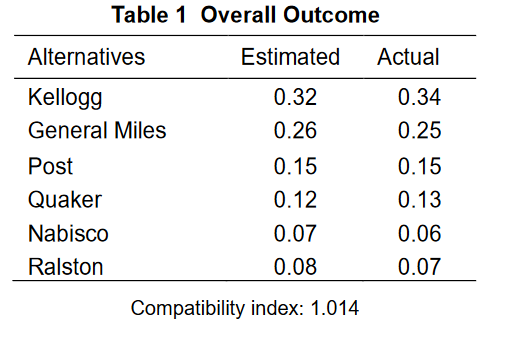 Table 1 Overall Outcome
Alternatives Estimated Actual
Kellogg 0.32 0.34
General Miles 0.26 0.25
Post 0.15 0.15
Quaker 0.12 0.13
Nabisco 0.07 0.06
Ralston 0.08 0.07
Compatibility index: 1.014